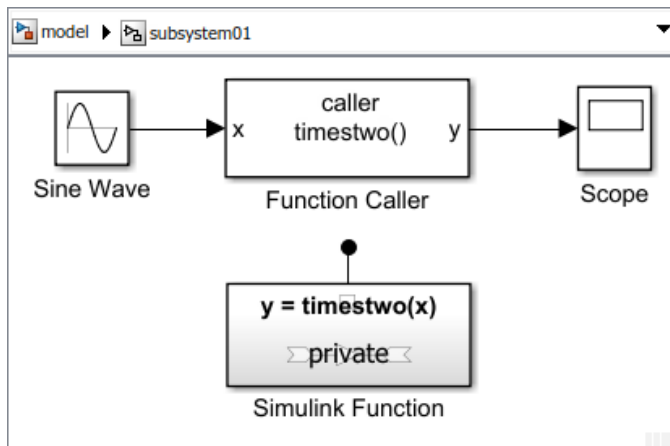 model subsystem01
caller
x timestwo() y
Sine Wave
Function Caller
Scope
y = timestwo(x)
private
Simulink Function